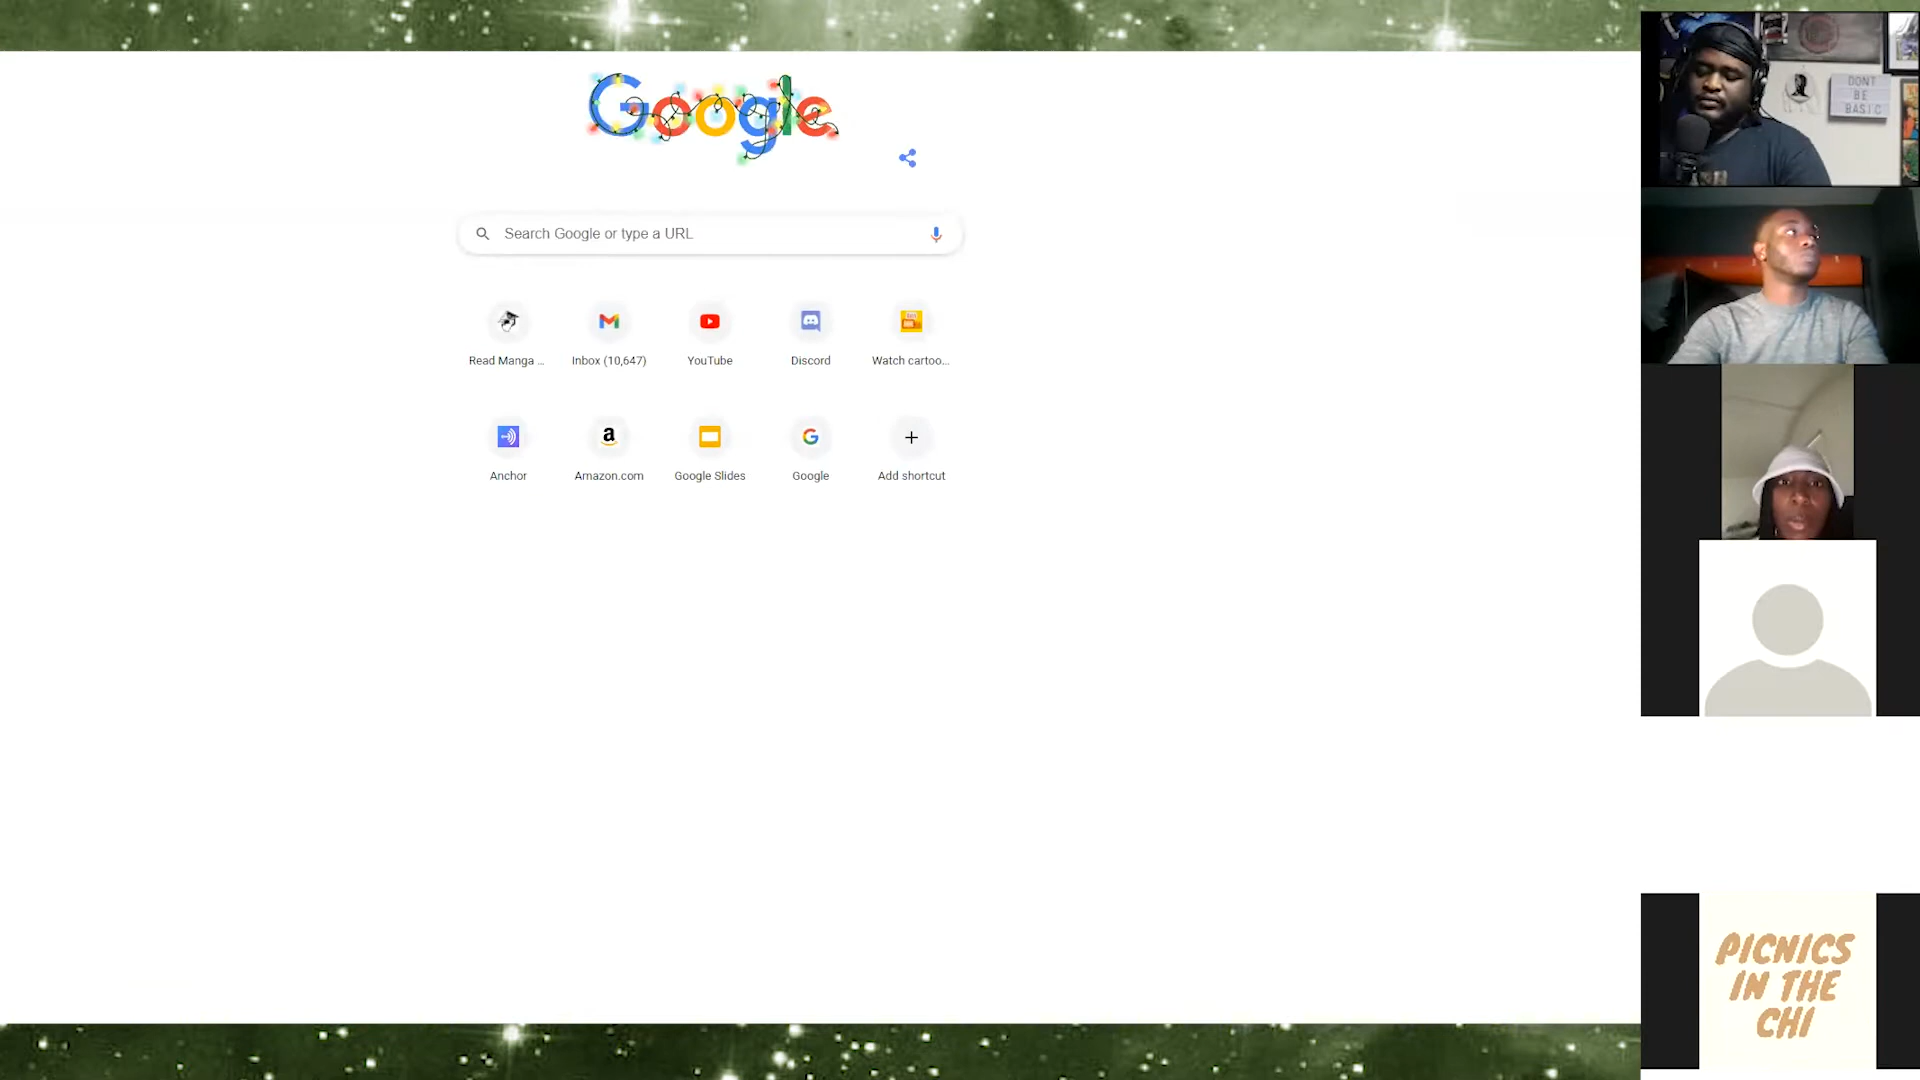 Google
Search Google or type a URL
Read Manga ...
Inbox (10,647)
YouTube
Discord
Watch cartoo...
Anchor
Amazon.com
Google Slides
Google
Add shortcut
DONT
BE
BASIC
PICNICS
IN THE
CHI